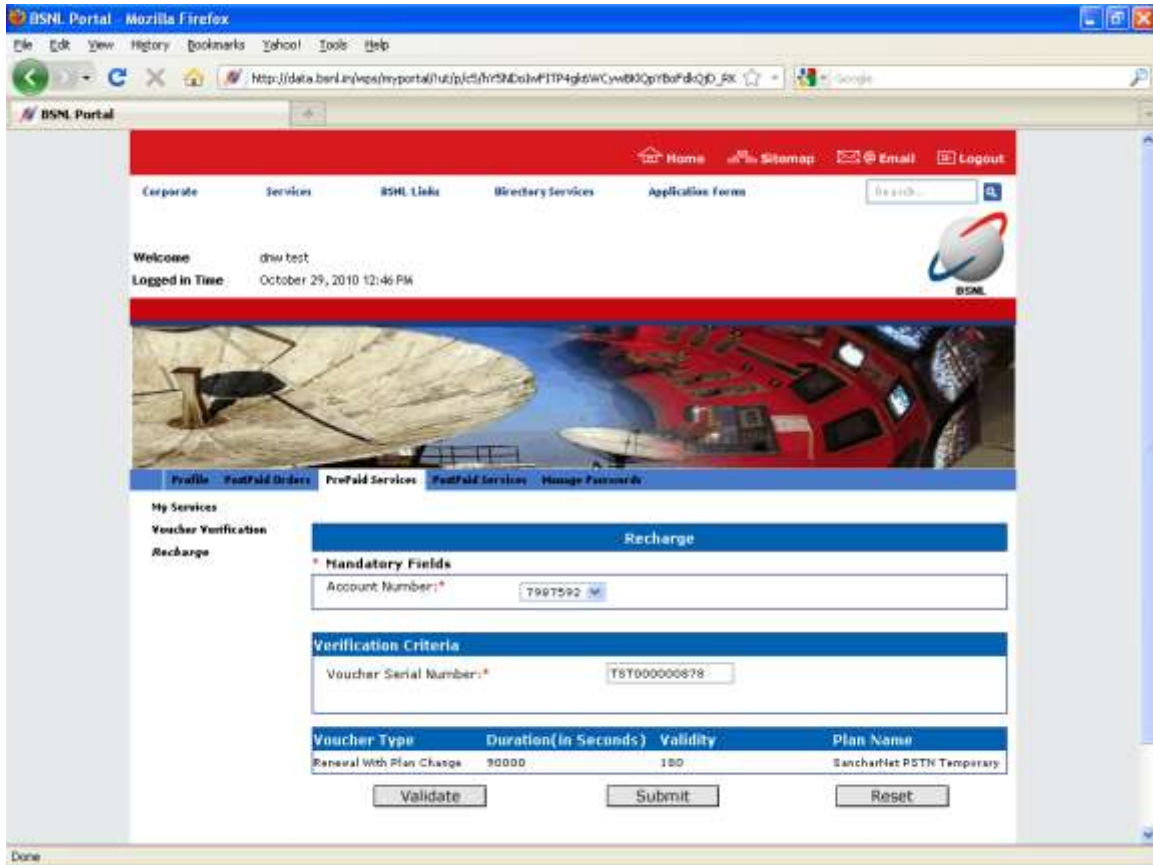 BSNL Portal - Mozilla Firefox
File Edit View History Bookmarks Yahoo! Tools Help
Google
BSNL Portal
Home Sitemap @ Email Logout
Corporate Services BSNL Links Directory Services Application Forms Search...
Welcome dnw test
Logged in Time October 29, 2010 12:46 PM
BSNL
Profile PostPaid Orders PrePaid Services PostPaid Services Manage Passwords
My Services
Voucher Verification
Recharge
Recharge
* Mandatory Fields
Account Number:* 7987592
Verification Criteria
Voucher Serial Number:* TST000000878
Voucher Type Duration(in Seconds) Validity Plan Name
Renewal With Plan Change 90000 180 SancharNet PSTN Temporary
Validate Submit Reset
Done